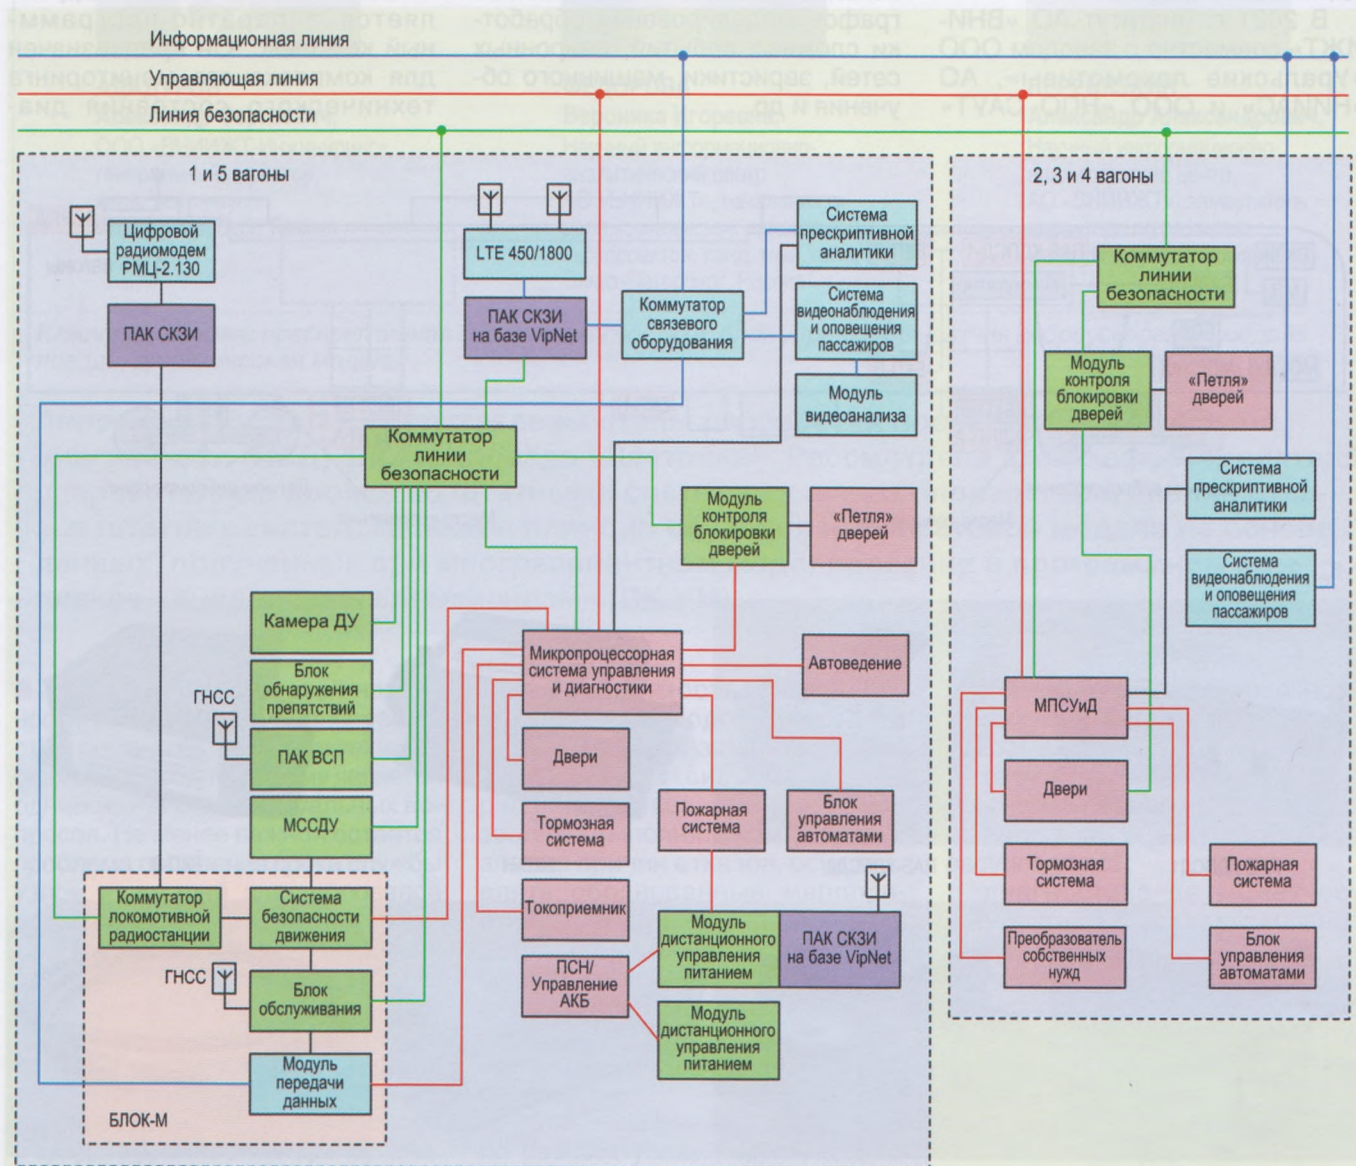 Информационная линия
Управляющая линия
Линия безопасности
1 и 5 вагоны
Цифровой
радиомодем
РМЦ-2.130
ПАК СКЗИ
LTE 450/1800
ПАК СКЗИ
на базе VipNet
Коммутатор
связевого
оборудования
Система
прескриптивной
аналитики
Система
видеонаблюдения
и оповещения
пассажиров
Модуль
видеоанализа
Коммутатор
линии
безопасности
Модуль
контроля
блокировки
дверей
«Петля»
дверей
Камера ДУ
Блок
обнаружения
препятствий
ГНСС
ПАК ВСП
МССДУ
Микропроцессорная
система управления
и диагностики
Автоведение
Двери
Тормозная
система
Пожарная
система
Блок
управления
автоматами
Коммутатор
локомотивной
радиостанции
Система
безопасности
движения
ГНСС
Блок
обслуживания
Модуль
передачи
данных
БЛОК-М
Токоприемник
ПСН/
Управление
АКБ
Модуль
дистанционного
управления
питанием
ПАК СКЗИ
на базе VipNet
Модуль
дистанционного
управления
питанием
2, 3 и 4 вагоны
Коммутатор
линии
безопасности
Модуль
контроля
блокировки
дверей
«Петля»
дверей
Система
прескриптивной
аналитики
Система
видеонаблюдения
и оповещения
пассажиров
МПСУиД
Двери
Тормозная
система
Пожарная
система
Преобразователь
собственных
нужд
Блок
управления
автоматами